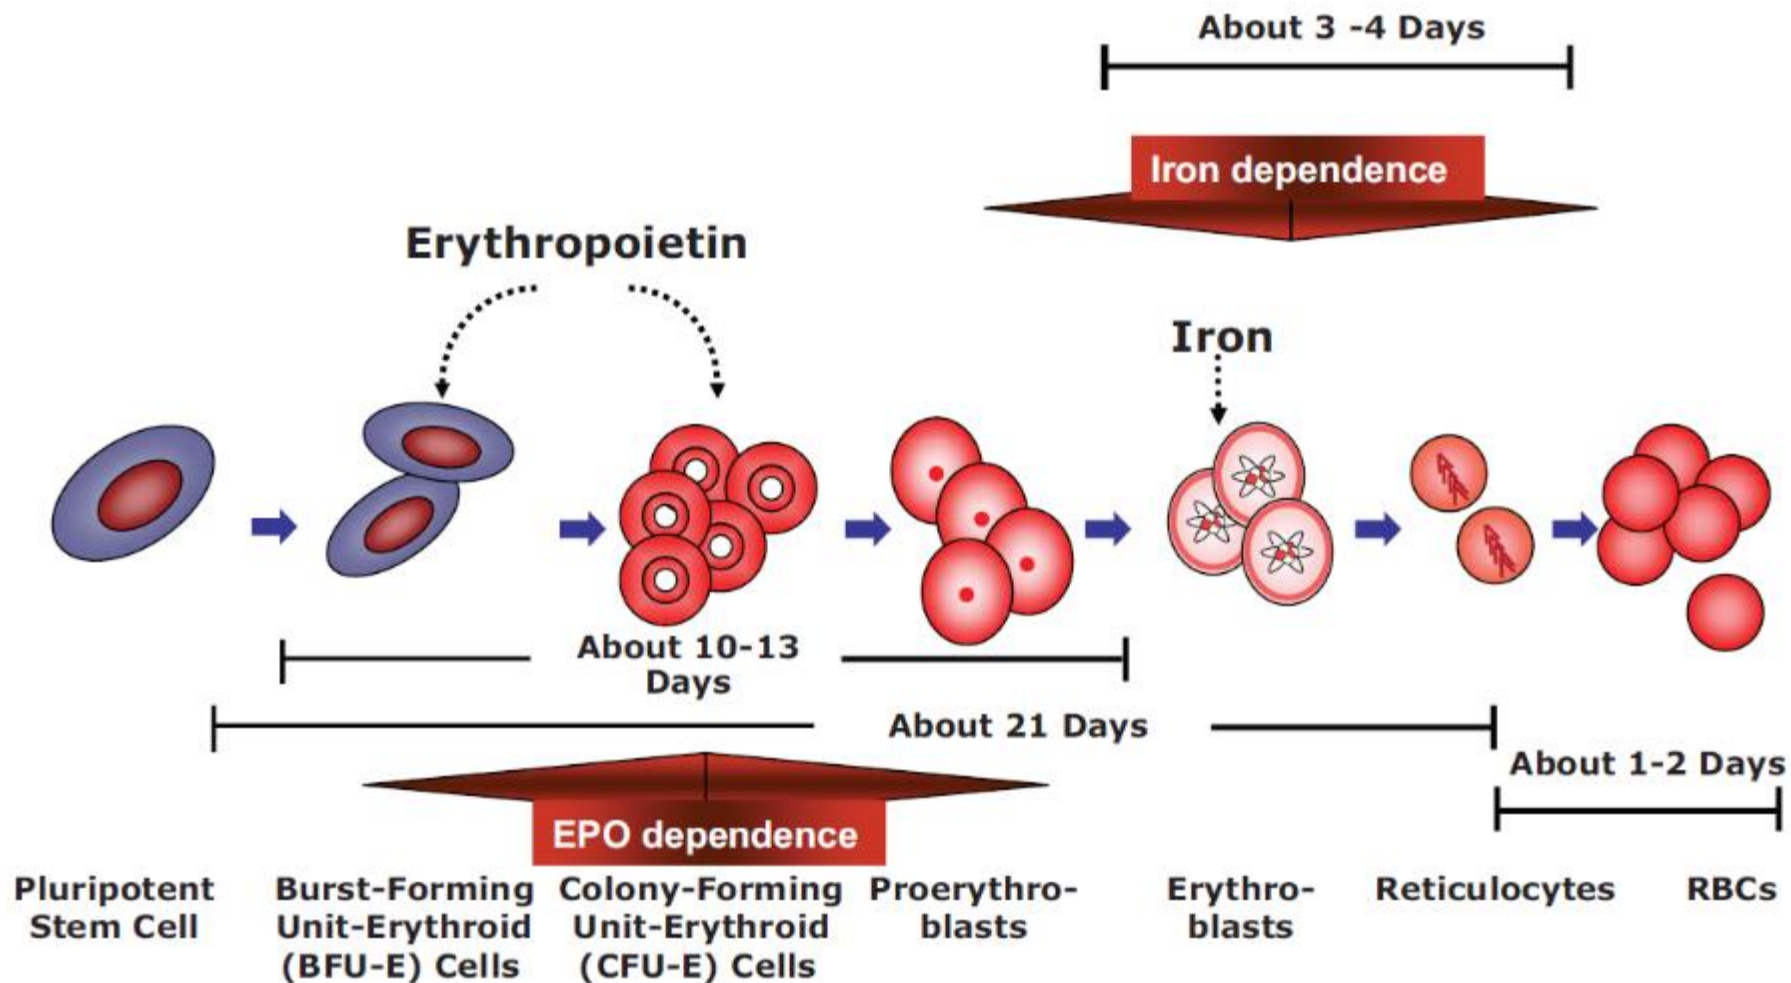 About 3 -4 Days
Iron dependence
Erythropoietin
Iron
About 10-13
Days
About 21 Days
About 1-2 Days
EPO dependence
Pluripotent
Stem Cell
Burst-Forming
Unit-Erythroid
(BFU-E) Cells
Colony-Forming
Unit-Erythroid
(CFU-E) Cells
Proerythro-
blasts
Erythro-
blasts
Reticulocytes
RBCs